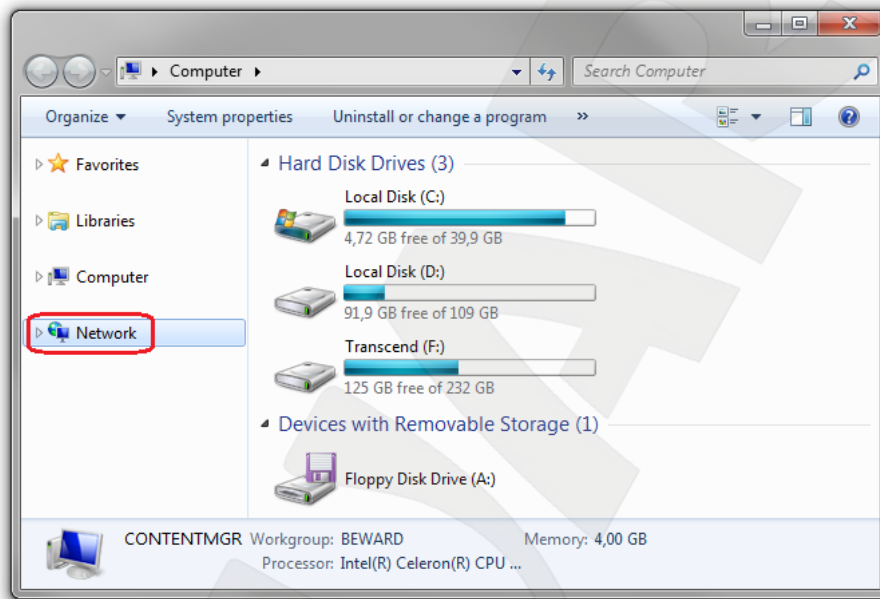 Computer
Search Computer
Organize System properties Uninstall or change a program »
Favorites
Libraries
Computer
Network
Hard Disk Drives (3)
Local Disk (C:)
4,72 GB free of 39,9 GB
Local Disk (D:)
91,9 GB free of 109 GB
Transcend (F:)
125 GB free of 232 GB
Devices with Removable Storage (1)
Floppy Disk Drive (A:)
CONTENTMGR Workgroup: BEWARD Memory: 4,00 GB
Processor: Intel(R) Celeron(R) CPU ...